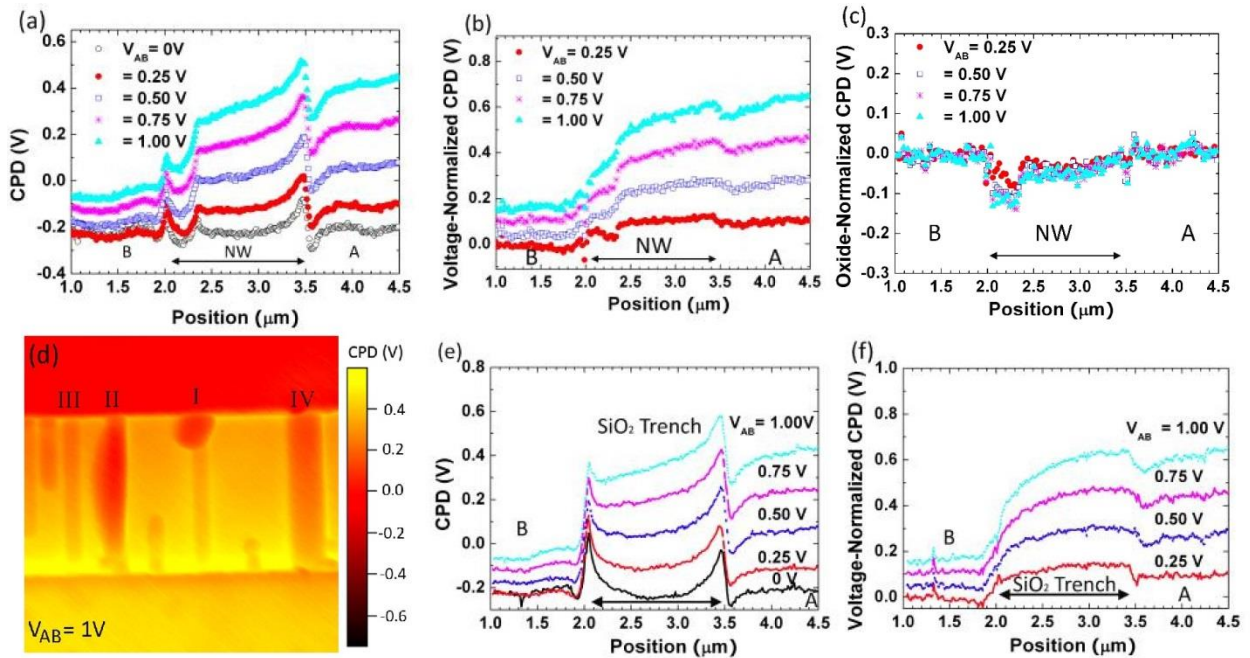 (a)
V_AB = 0V
= 0.25 V
= 0.50 V
= 0.75 V
= 1.00 V
CPD (V)
0.6
0.4
0.2
0.0
-0.2
-0.4
B
NW
A
1.0 1.5 2.0 2.5 3.0 3.5 4.0 4.5
Position (μm)
(b)
V_AB = 0.25 V
= 0.50 V
= 0.75 V
= 1.00 V
Voltage-Normalized CPD (V)
1.0
0.8
0.6
0.4
0.2
0.0
B
NW
A
1.0 1.5 2.0 2.5 3.0 3.5 4.0 4.5
Position (μm)
(c)
V_AB = 0.25 V
= 0.50 V
= 0.75 V
= 1.00 V
Oxide-Normalized CPD (V)
0.3
0.2
0.1
0.0
-0.1
-0.2
-0.3
B
NW
A
1.0 1.5 2.0 2.5 3.0 3.5 4.0 4.5
Position (μm)
(d)
III
II
I
IV
V_AB = 1V
CPD (V)
0.4
0.2
0.0
-0.2
-0.4
-0.6
(e)
CPD (V)
0.8
0.6
0.4
0.2
0.0
-0.2
-0.4
-0.6
SiO₂ Trench
V_AB = 1.00V
0.75 V
0.50 V
0.25 V
0 V
B
A
1.0 1.5 2.0 2.5 3.0 3.5 4.0 4.5
Position (μm)
(f)
Voltage-Normalized CPD (V)
1.0
0.8
0.6
0.4
0.2
0.0
V_AB = 1.00 V
0.75 V
0.50 V
0.25 V
B
SiO₂ Trench
A
1.0 1.5 2.0 2.5 3.0 3.5 4.0 4.5
Position (μm)